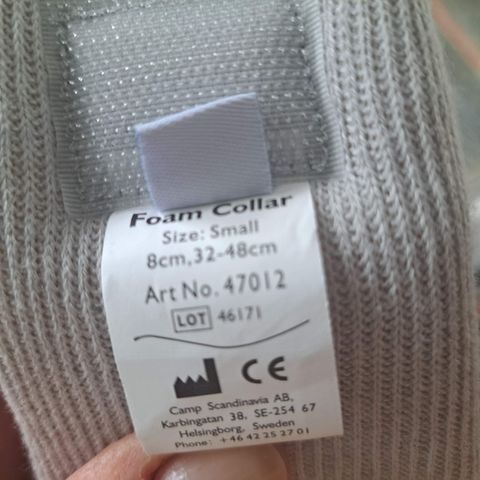 Foam Collar
Size: Small
8cm,32-48cm
Art No. 47012
LOT 46171
CE
Camp Scandinavia AB,
Karbingatan 38, SE-254 67
Helsingborg, Sweden
Phone: +46 42 25 27 01